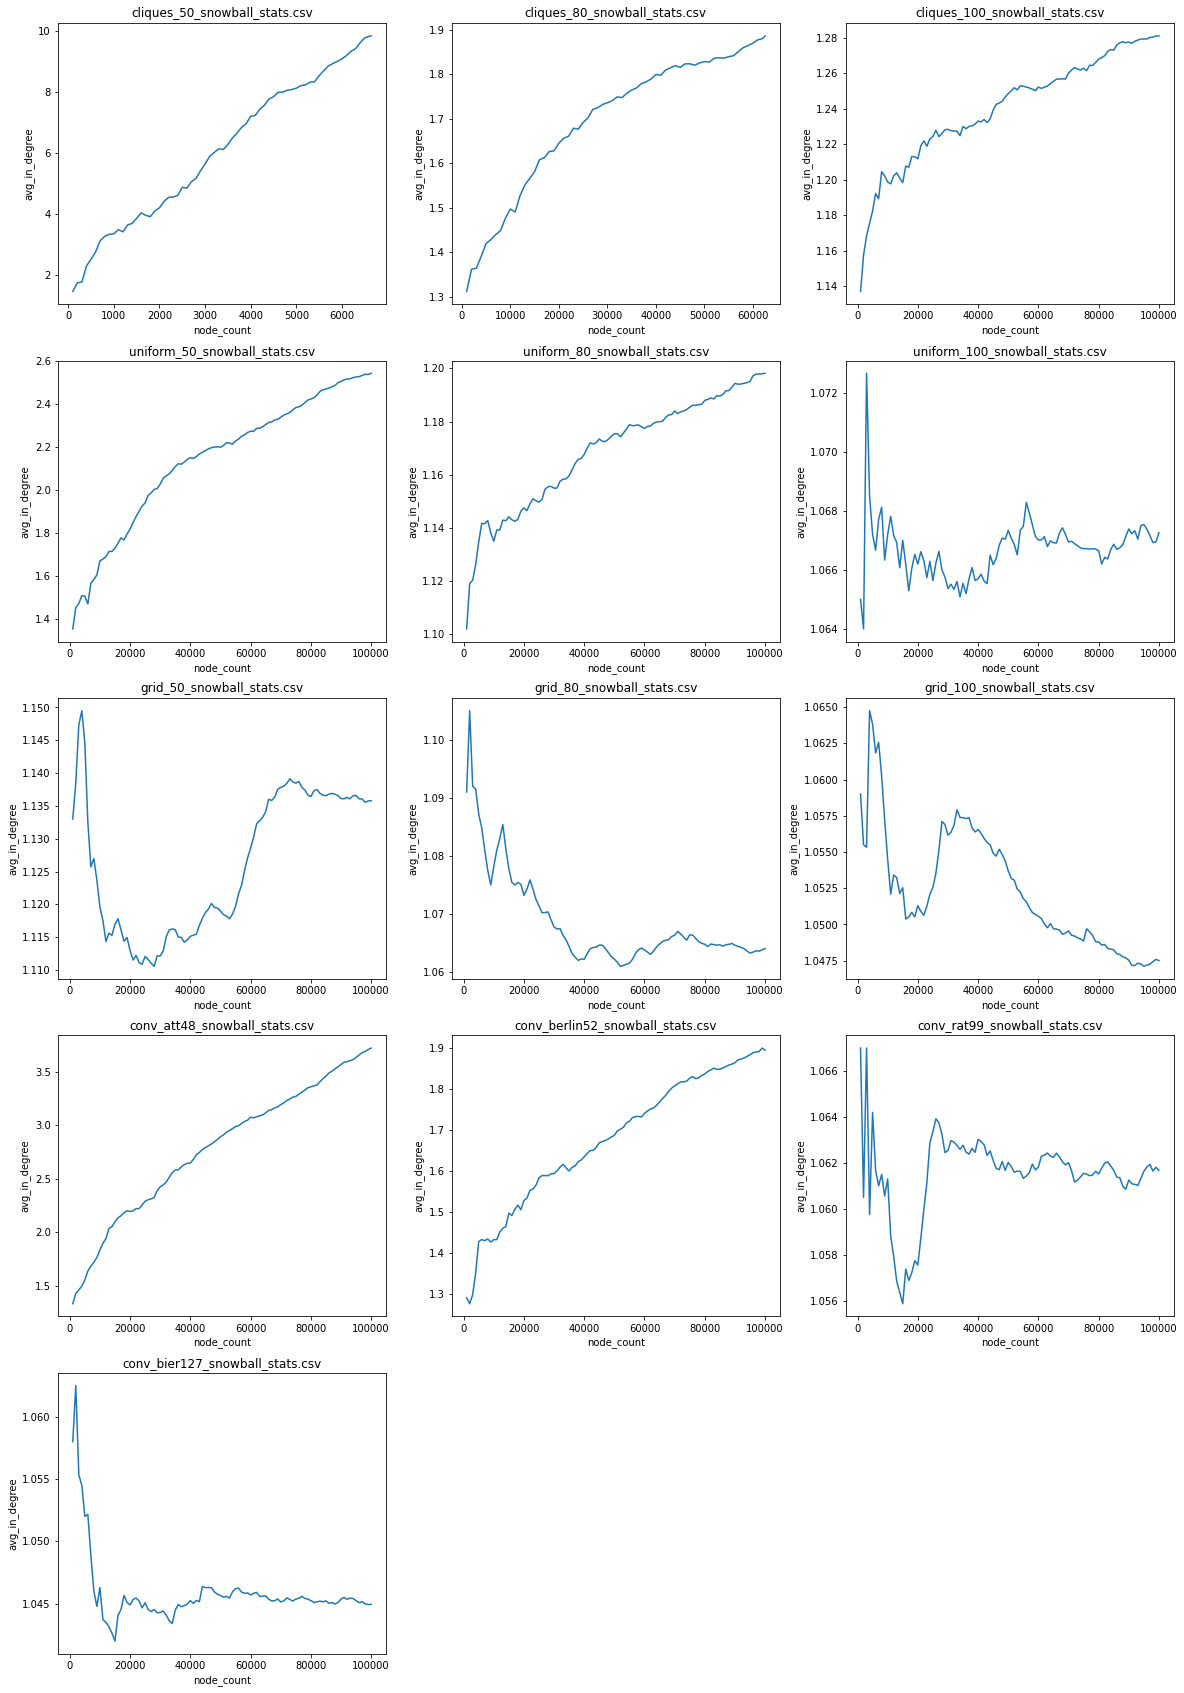 cliques_50_snowball_stats.csv
avg_in_degree
10
8
6
4
2
0 1000 2000 3000 4000 5000 6000
node_count
cliques_80_snowball_stats.csv
avg_in_degree
1.9
1.8
1.7
1.6
1.5
1.4
1.3
0 10000 20000 30000 40000 50000 60000
node_count
cliques_100_snowball_stats.csv
avg_in_degree
1.28
1.26
1.24
1.22
1.20
1.18
1.16
1.14
0 20000 40000 60000 80000 100000
node_count
uniform_50_snowball_stats.csv
avg_in_degree
2.6
2.4
2.2
2.0
1.8
1.6
1.4
0 20000 40000 60000 80000 100000
node_count
uniform_80_snowball_stats.csv
avg_in_degree
1.20
1.18
1.16
1.14
1.12
1.10
0 20000 40000 60000 80000 100000
node_count
uniform_100_snowball_stats.csv
avg_in_degree
1.072
1.070
1.068
1.066
1.064
0 20000 40000 60000 80000 100000
node_count
grid_50_snowball_stats.csv
avg_in_degree
1.150
1.145
1.140
1.135
1.130
1.125
1.120
1.115
1.110
0 20000 40000 60000 80000 100000
node_count
grid_80_snowball_stats.csv
avg_in_degree
1.10
1.09
1.08
1.07
1.06
0 20000 40000 60000 80000 100000
node_count
grid_100_snowball_stats.csv
avg_in_degree
1.0650
1.0625
1.0600
1.0575
1.0550
1.0525
1.0500
1.0475
0 20000 40000 60000 80000 100000
node_count
conv_att48_snowball_stats.csv
avg_in_degree
3.5
3.0
2.5
2.0
1.5
0 20000 40000 60000 80000 100000
node_count
conv_berlin52_snowball_stats.csv
avg_in_degree
1.9
1.8
1.7
1.6
1.5
1.4
1.3
0 20000 40000 60000 80000 100000
node_count
conv_rat99_snowball_stats.csv
avg_in_degree
1.066
1.064
1.062
1.060
1.058
1.056
0 20000 40000 60000 80000 100000
node_count
conv_bier127_snowball_stats.csv
avg_in_degree
1.060
1.055
1.050
1.045
0 20000 40000 60000 80000 100000
node_count